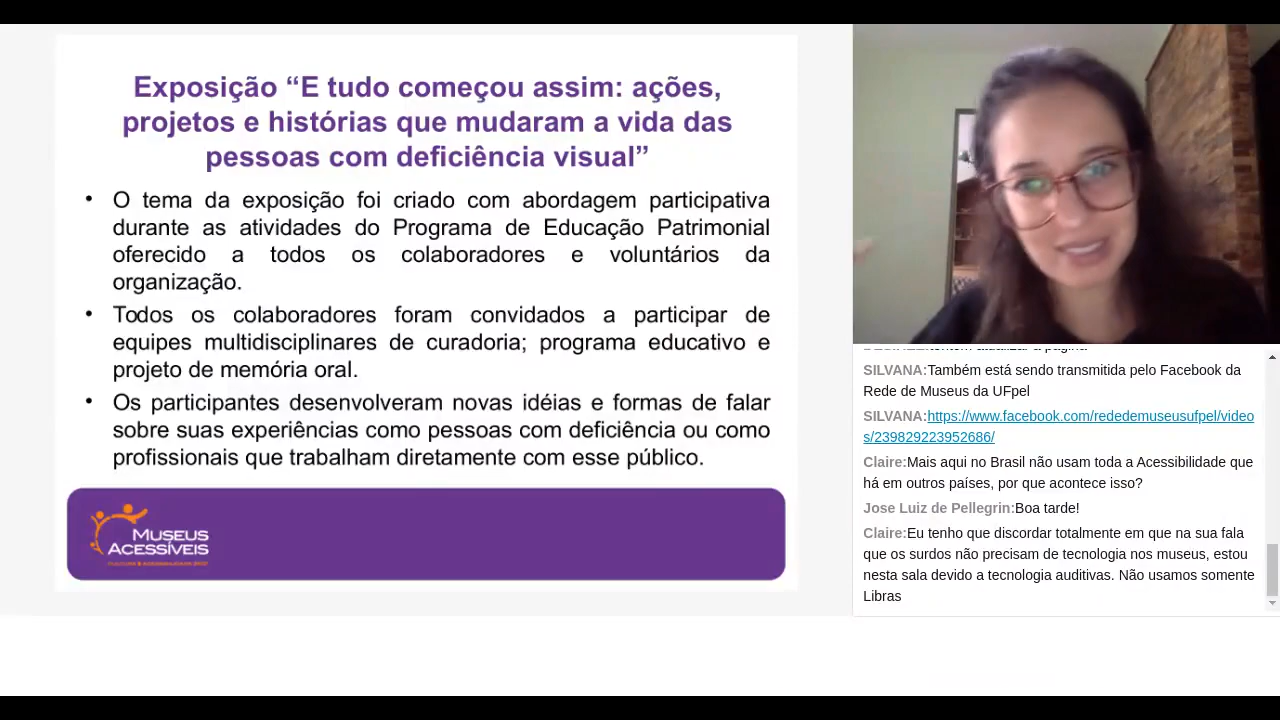 Exposição “E tudo começou assim: ações,
projetos e histórias que mudaram a vida das
pessoas com deficiência visual”
• O tema da exposição foi criado com abordagem participativa
durante as atividades do Programa de Educação Patrimonial
oferecido a todos os colaboradores e voluntários da
organização.
• Todos os colaboradores foram convidados a participar de
equipes multidisciplinares de curadoria; programa educativo e
projeto de memória oral.
• Os participantes desenvolveram novas idéias e formas de falar
sobre suas experiências como pessoas com deficiência ou como
profissionais que trabalham diretamente com esse público.
MUSEUS
ACESSÍVEIS
SILVANA:Também está sendo transmitida pelo Facebook da
Rede de Museus da UFpel
SILVANA:https://www.facebook.com/rededemuseusufpel/video
s/239829223952686/
Claire:Mais aqui no Brasil não usam toda a Acessibilidade que
há em outros países, por que acontece isso?
Jose Luiz de Pellegrin:Boa tarde!
Claire:Eu tenho que discordar totalmente em que na sua fala
que os surdos não precisam de tecnologia nos museus, estou
nesta sala devido a tecnologia auditivas. Não usamos somente
Libras